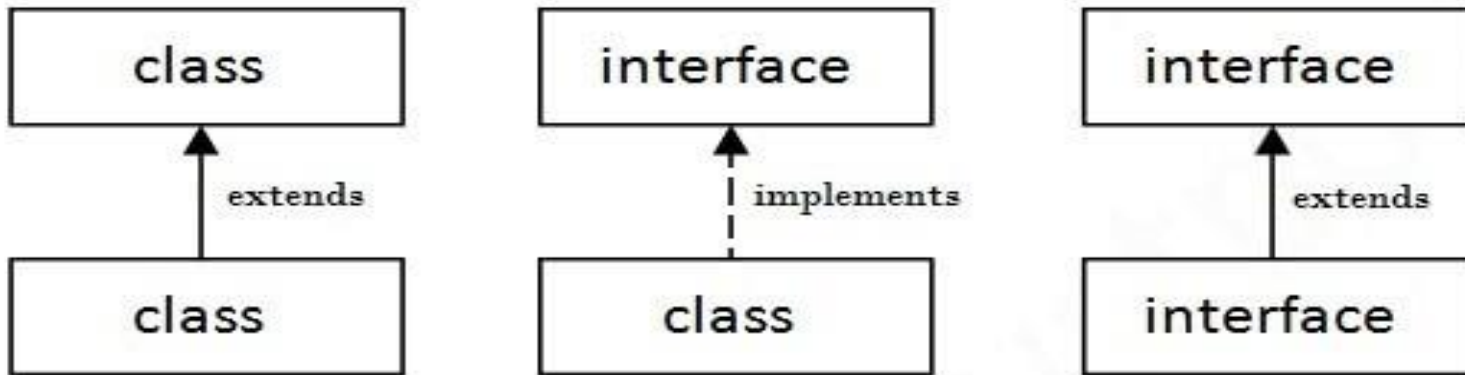 class interface interface
extends implements extends
class class interface